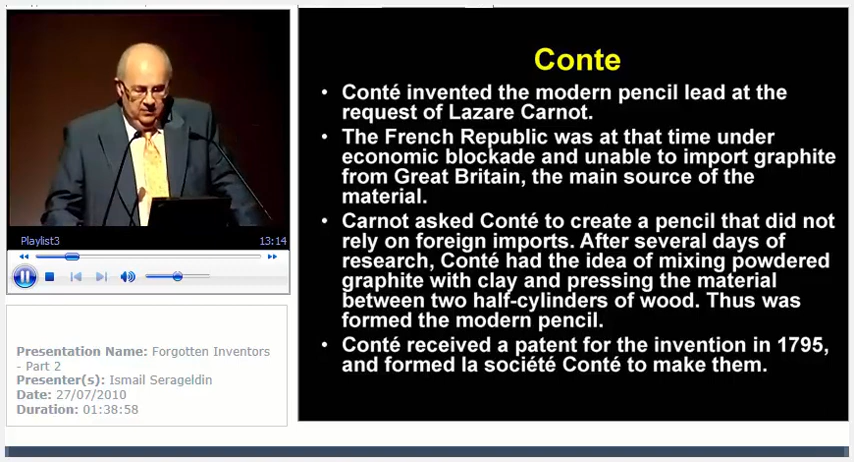 Playlist3 13:14
Presentation Name: Forgotten Inventors
- Part 2
Presenter(s): Ismail Serageldin
Date: 27/07/2010
Duration: 01:38:58
Conte
• Conté invented the modern pencil lead at the
request of Lazare Carnot.
• The French Republic was at that time under
economic blockade and unable to import graphite
from Great Britain, the main source of the
material.
• Carnot asked Conté to create a pencil that did not
rely on foreign imports. After several days of
research, Conté had the idea of mixing powdered
graphite with clay and pressing the material
between two half-cylinders of wood. Thus was
formed the modern pencil.
• Conté received a patent for the invention in 1795,
and formed la société Conté to make them.